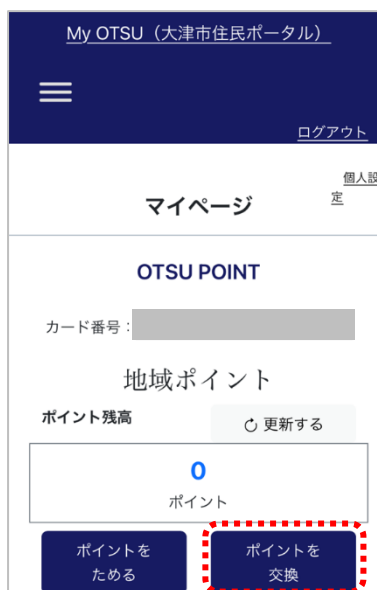 My OTSU（大津市住民ポータル）
ログアウト
個人設
定
マイページ
OTSU POINT
カード番号：
地域ポイント
ポイント残高
更新する
0
ポイント
ポイントを
ためる
ポイントを
交換